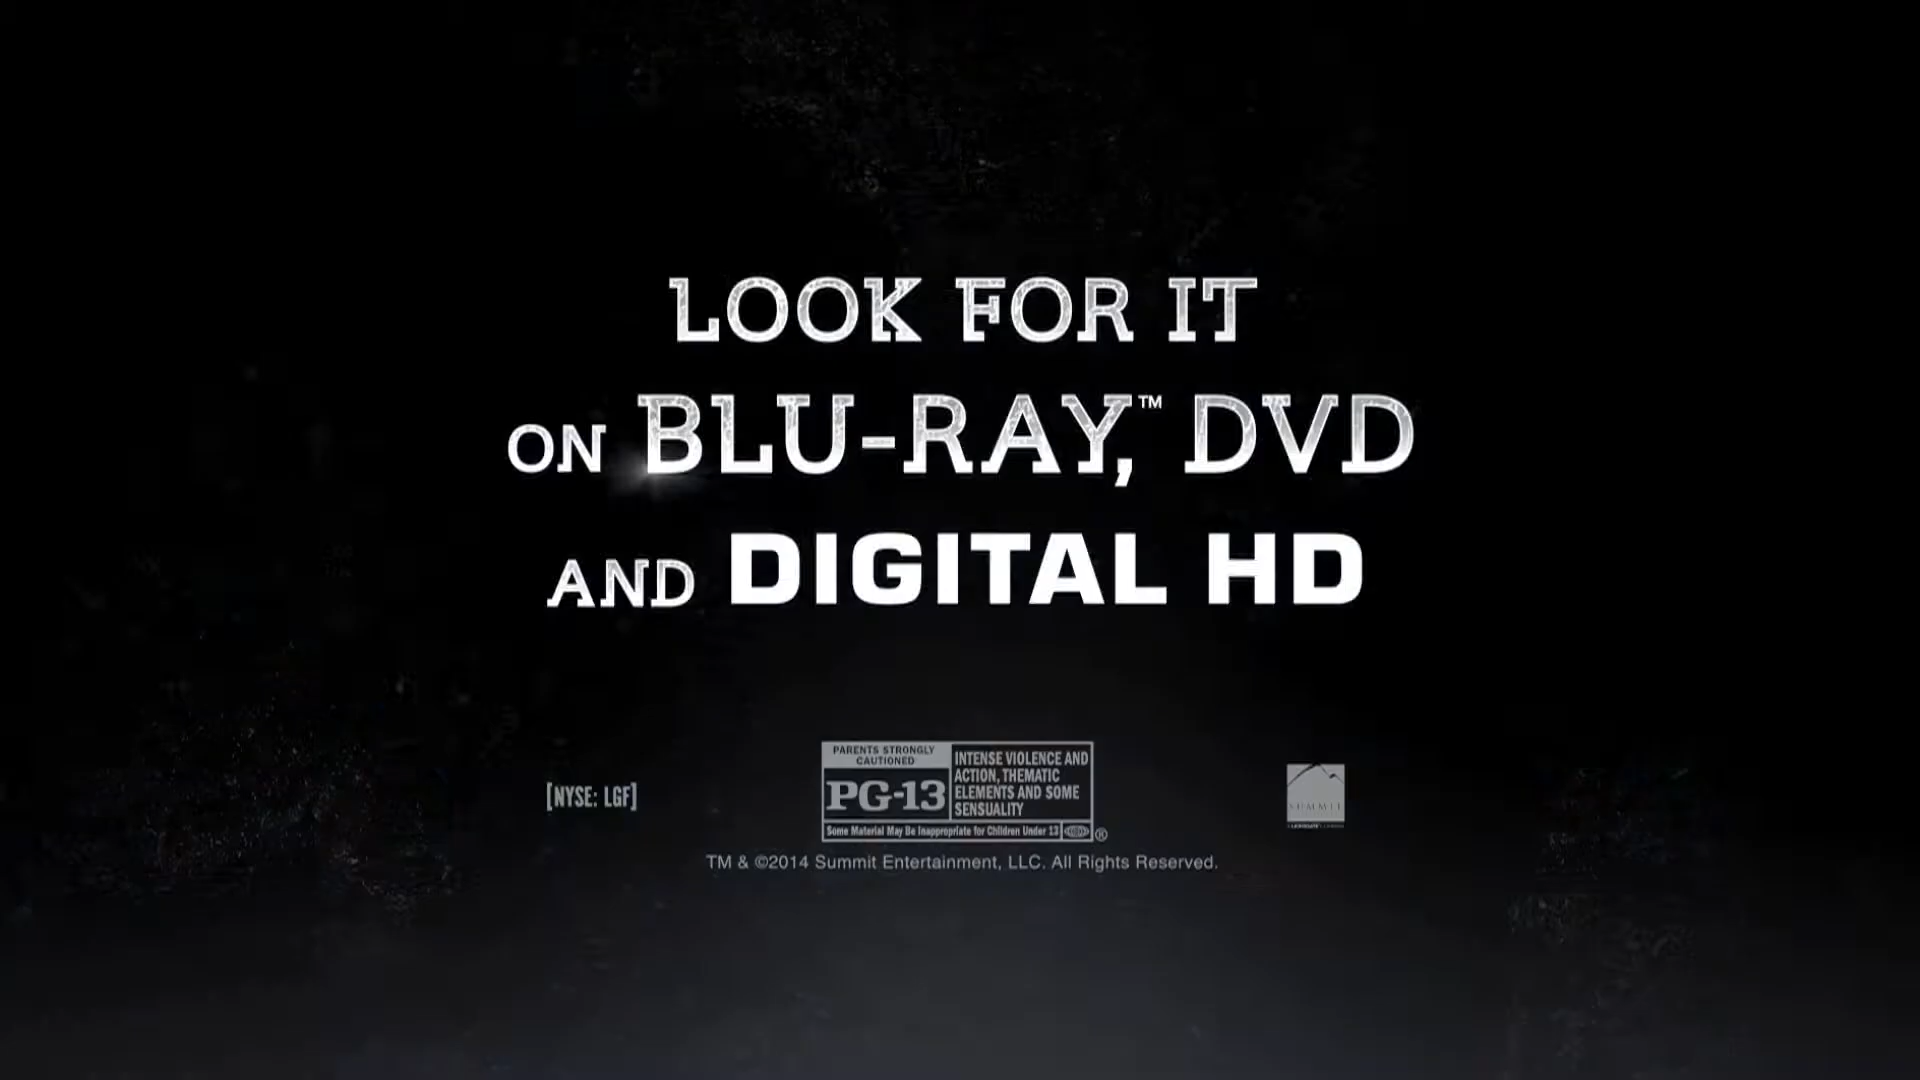 LOOK FOR IT
ON BLU-RAY,™ DVD
AND DIGITAL HD
[NYSE: LGF]
PARENTS STRONGLY
CAUTIONED
PG-13
INTENSE VIOLENCE AND
ACTION, THEMATIC
ELEMENTS AND SOME
SENSUALITY
Some Material May Be Inappropriate for Children Under 13
®
SUMMIT
TM & ©2014 Summit Entertainment, LLC. All Rights Reserved.